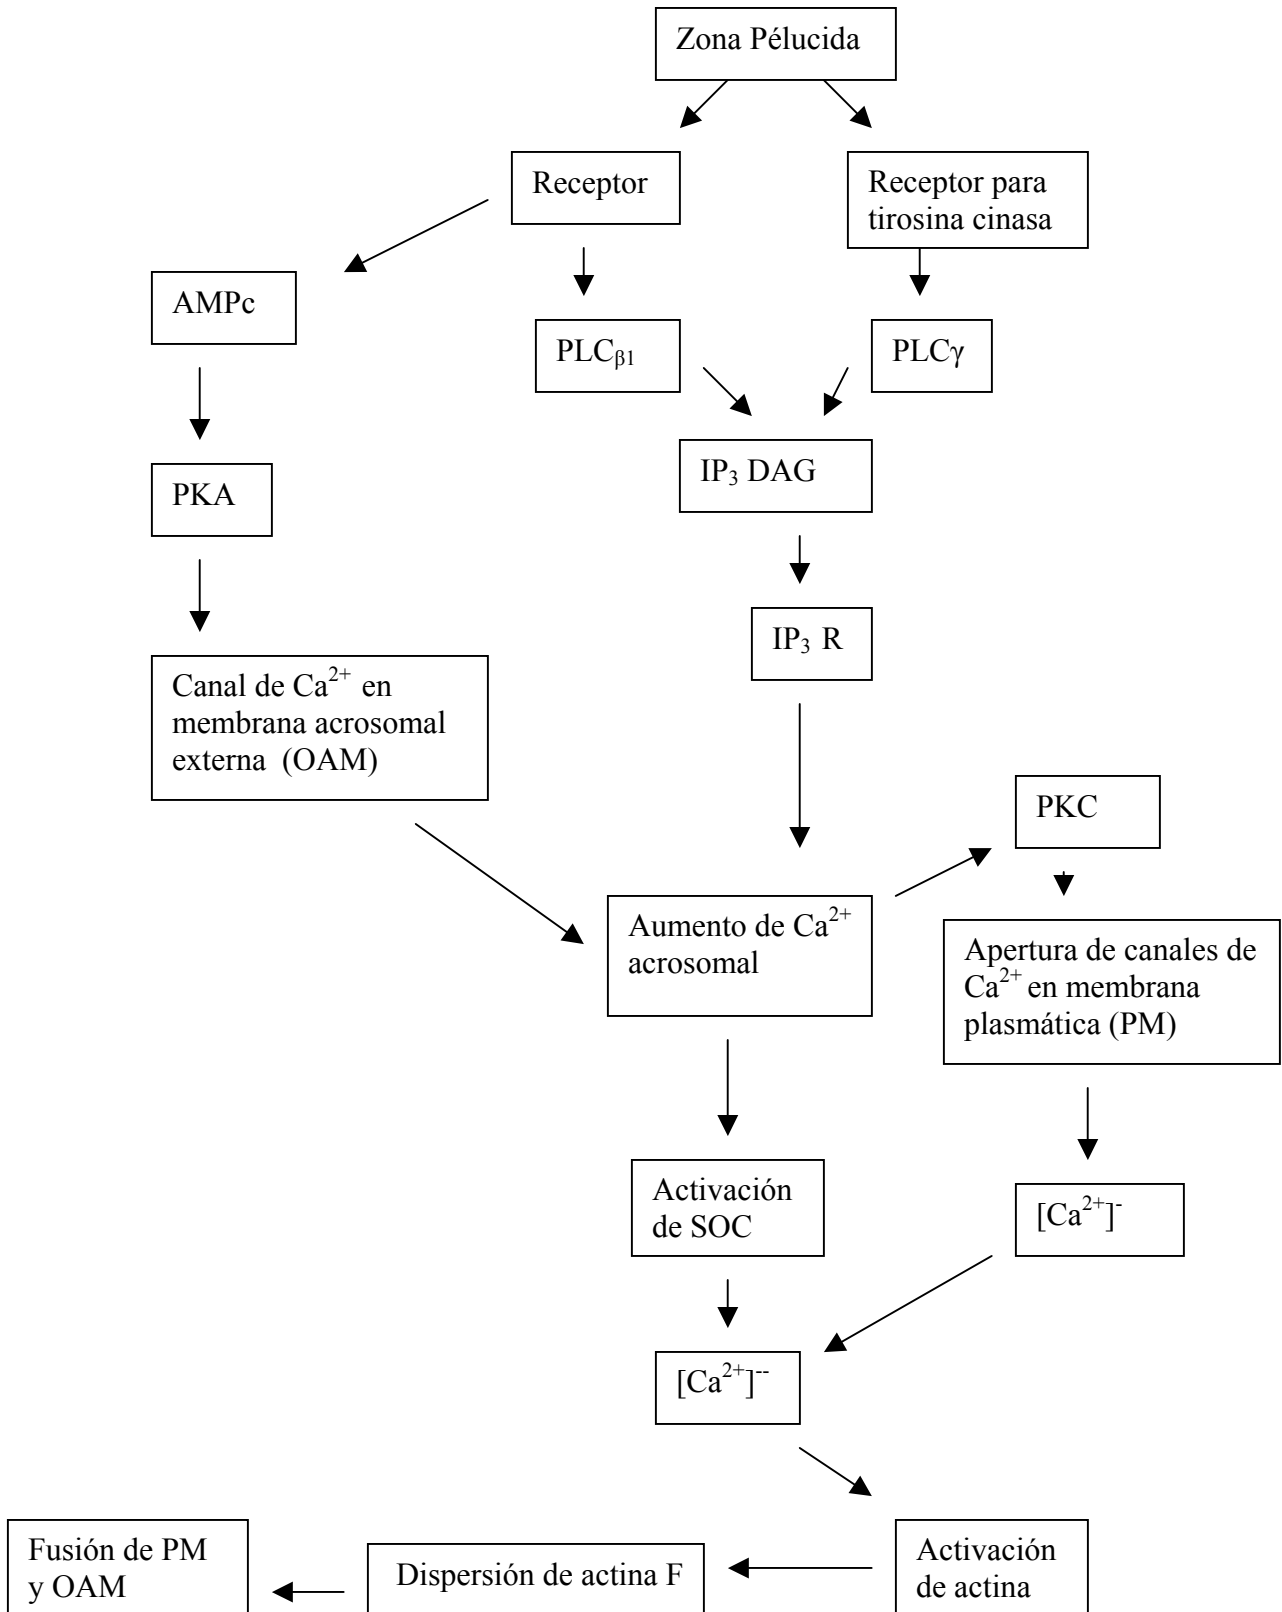 Zona Pélucida
Receptor
Receptor para
tirosina cinasa
AMPc
PLCβ1
PLCγ
IP3 DAG
PKA
IP3 R
Canal de Ca2+ en
membrana acrosomal
externa (OAM)
PKC
Aumento de Ca2+
acrosomal
Apertura de canales de
Ca2+ en membrana
plasmática (PM)
Activación
de SOC
[Ca2+]-
[Ca2+]--
Activación
de actina
Dispersión de actina F
Fusión de PM
y OAM